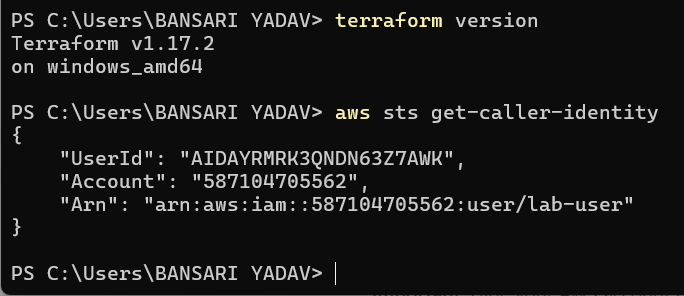 PS C:\Users\BANSARI YADAV> terraform version
Terraform v1.17.2
on windows_amd64
PS C:\Users\BANSARI YADAV> aws sts get-caller-identity
{
    "UserId": "AIDAYRMRK3QNDN63Z7AWK",
    "Account": "587104705562",
    "Arn": "arn:aws:iam::587104705562:user/lab-user"
}
PS C:\Users\BANSARI YADAV>